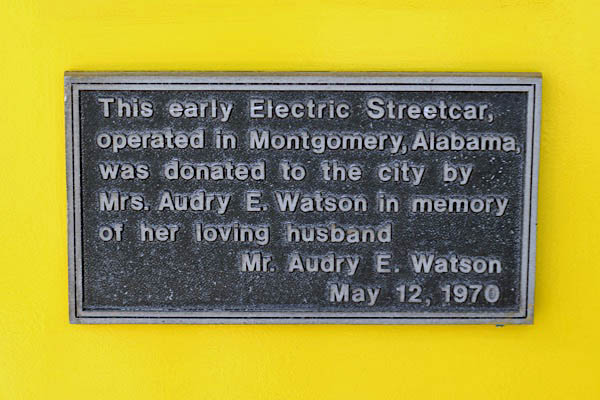 This early Electric Streetcar,
operated in Montgomery, Alabama,
was donated to the city by
Mrs. Audry E. Watson in memory
of her loving husband
Mr. Audry E. Watson
May 12, 1970